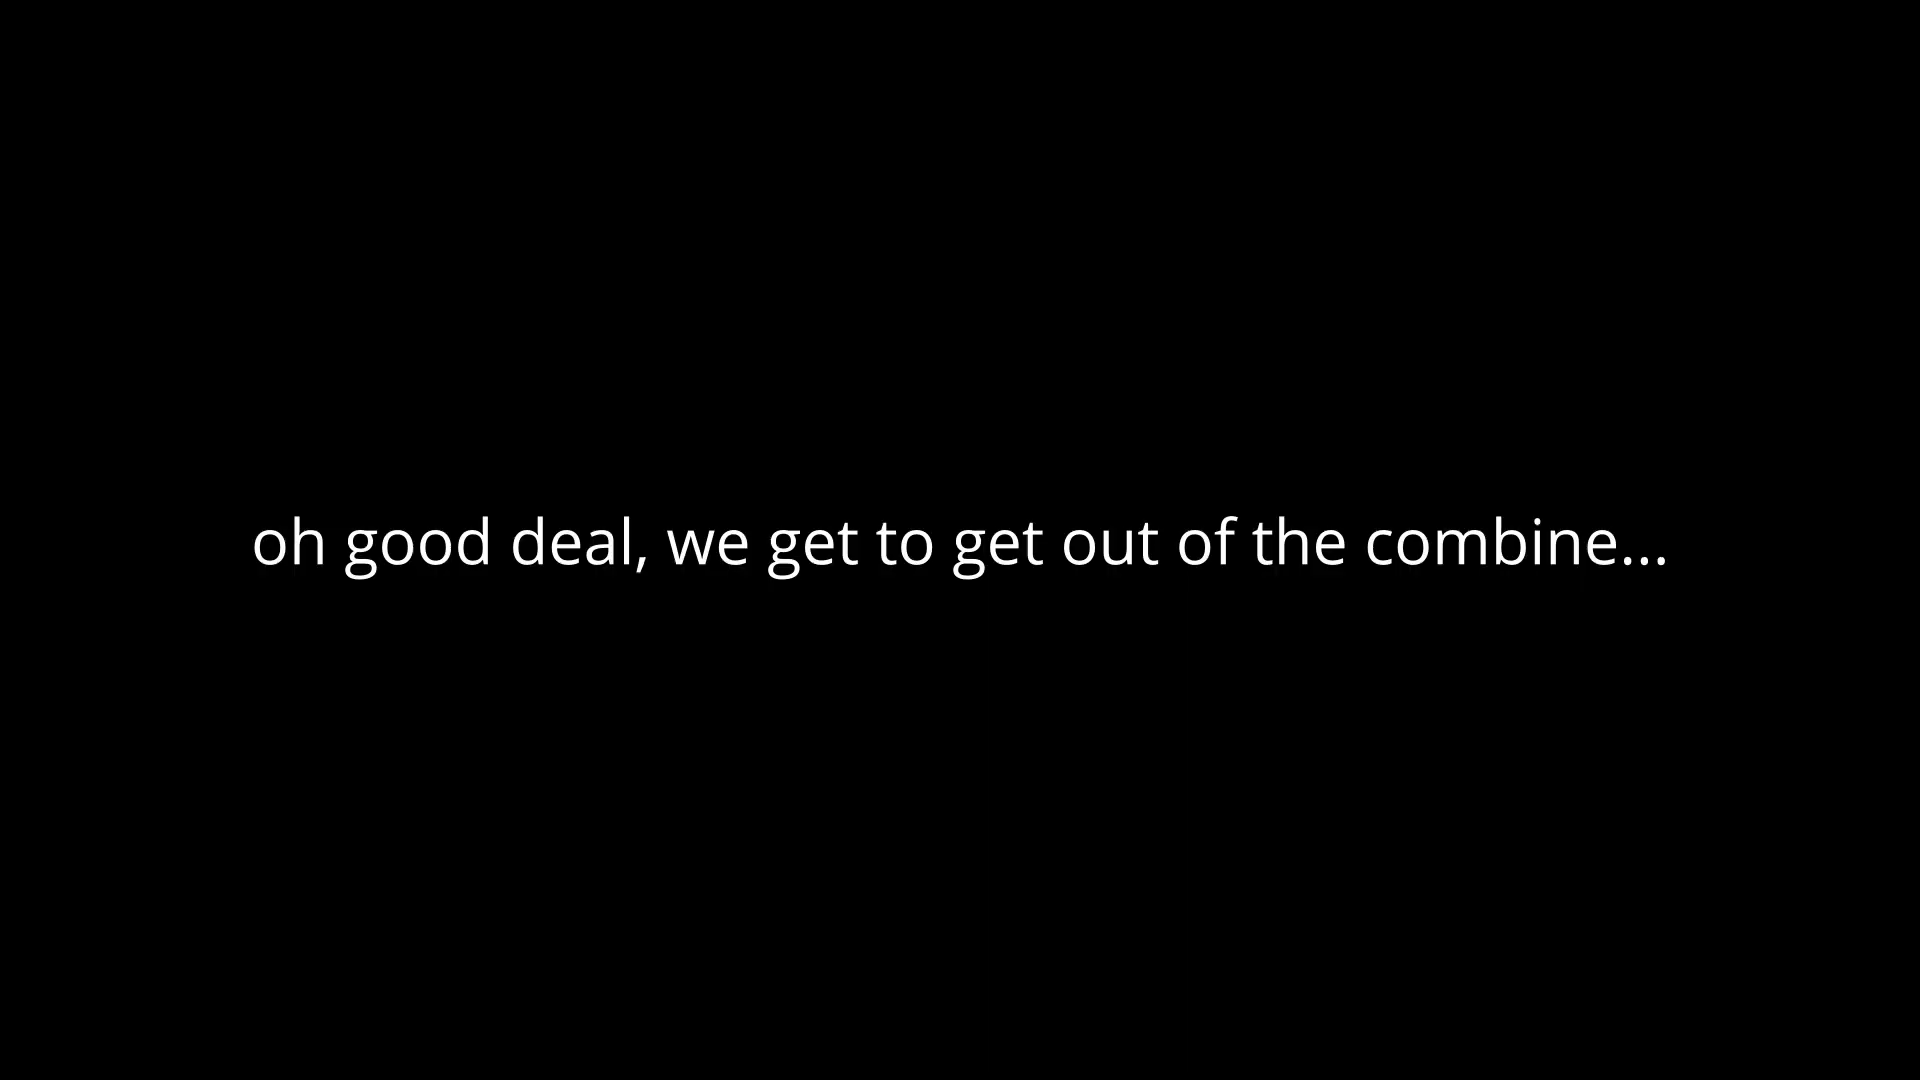 oh good deal, we get to get out of the combine...